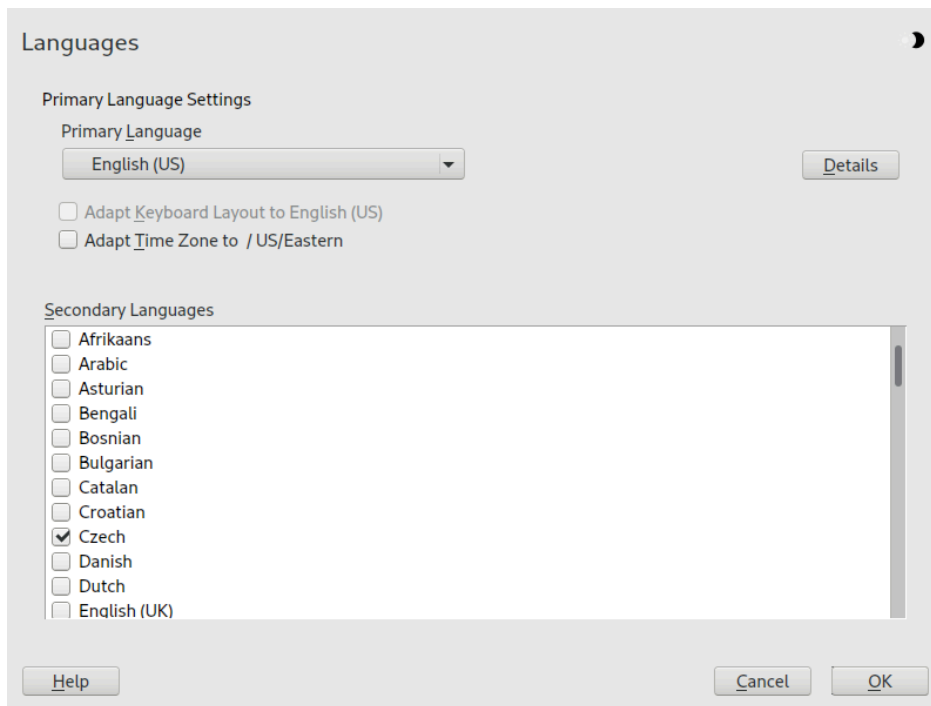 Languages
Primary Language Settings
Primary Language
English (US)
Details
Adapt Keyboard Layout to English (US)
Adapt Time Zone to / US/Eastern
Secondary Languages
Afrikaans
Arabic
Asturian
Bengali
Bosnian
Bulgarian
Catalan
Croatian
Czech
Danish
Dutch
English (UK)
Help
Cancel
OK